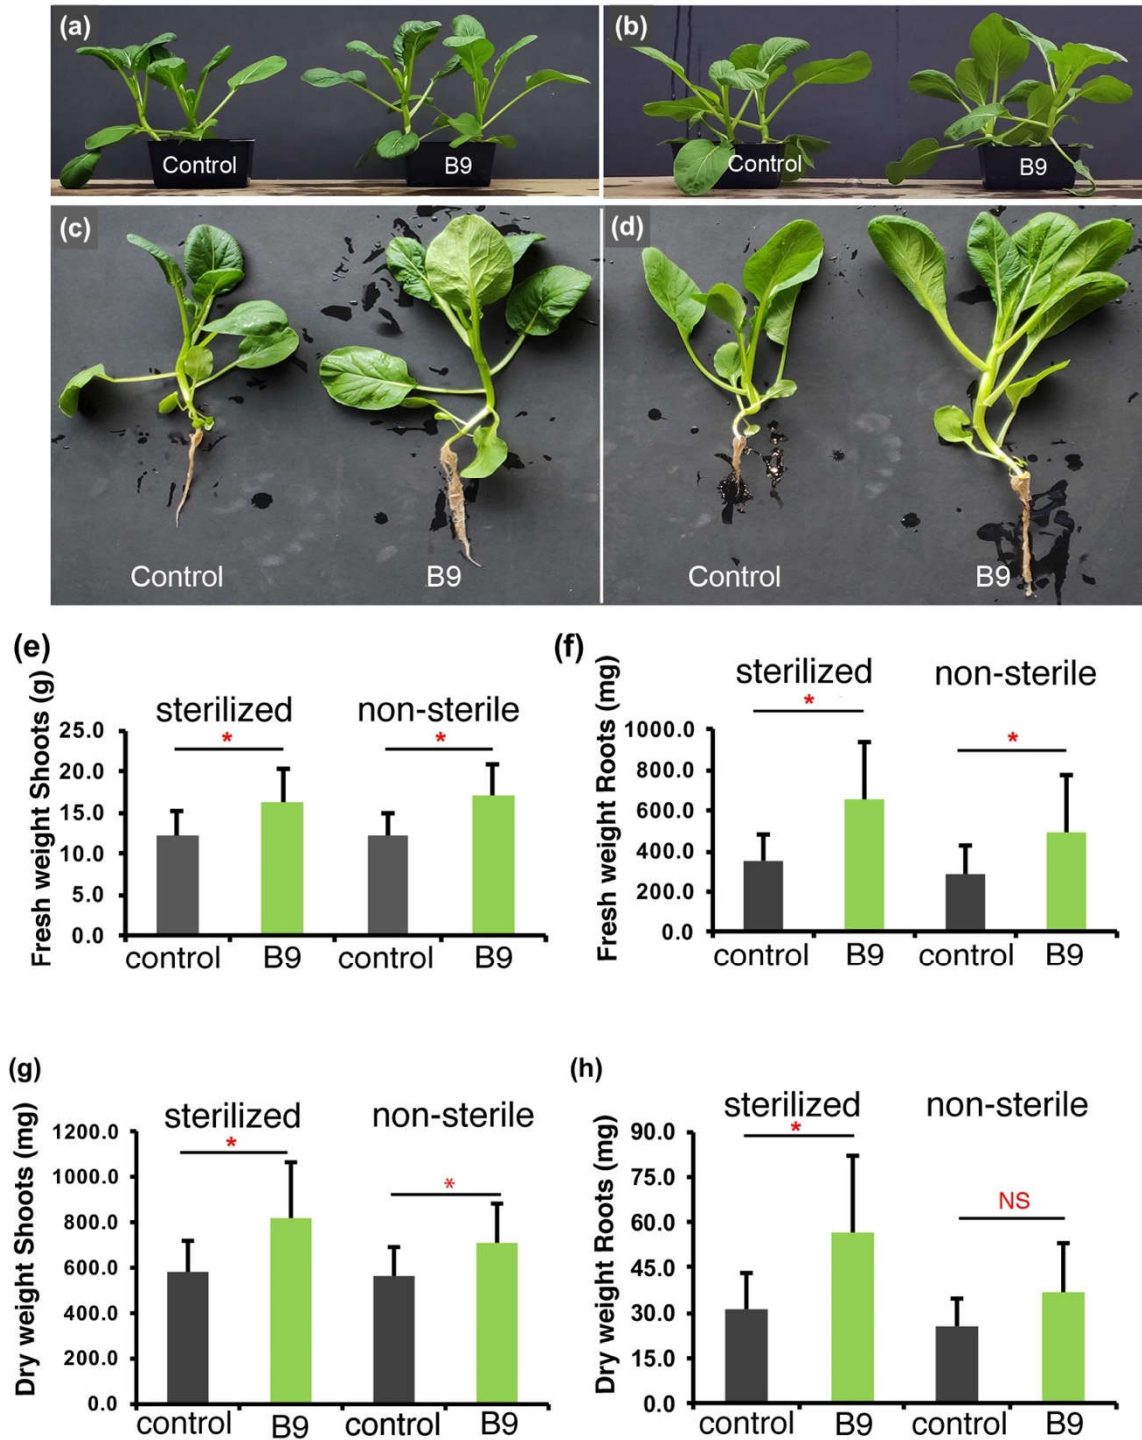 (a)
(b)
Control
B9
Control
B9
(c)
(d)
Control
B9
Control
B9
(e)
Fresh weight Shoots (g)
sterilized
non-sterile
*
*
25.0
20.0
15.0
10.0
5.0
0.0
control
B9
control
B9
(f)
Fresh weight Roots (mg)
sterilized
non-sterile
*
*
1000.0
800.0
600.0
400.0
200.0
0.0
control
B9
control
B9
(g)
Dry weight Shoots (mg)
sterilized
non-sterile
*
*
1200.0
1000.0
800.0
600.0
400.0
200.0
0.0
control
B9
control
B9
(h)
Dry weight Roots (mg)
sterilized
non-sterile
*
NS
90.0
75.0
60.0
45.0
30.0
15.0
0.0
control
B9
control
B9